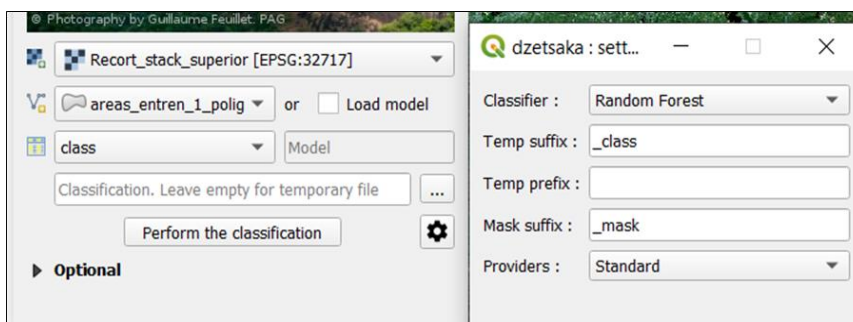 © Photography by Guillaume Feuillet. PAG
Recort_stack_superior [EPSG:32717]
areas_entren_1_polig or Load model
class Model
Classification. Leave empty for temporary file ...
Perform the classification
Optional
dzetsaka : sett...
Classifier : Random Forest
Temp suffix : _class
Temp prefix :
Mask suffix : _mask
Providers : Standard